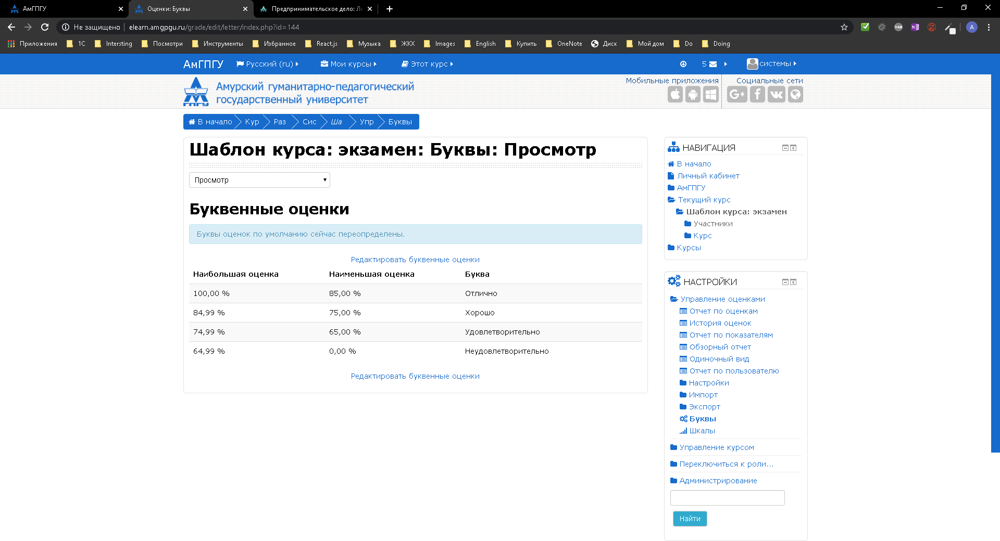 АмГПГУ
Оценки: Буквы
Предпринимательское дело: Ли
Не защищено
elearn.amgpgu.ru/grade/edit/letter/index.php?id=144
YAB
N
A
Приложения 1С Intersting Посмотри Инструменты Избранное React.js Музыка ЖКХ Images English Купить OneNote Диск Мой дом Do Doing
АмГПГУ Русский (ru) Мои курсы Этот курс 5 системы
Амурский гуманитарно-педагогический
государственный университет
ГПГУ
Мобильные приложения
Социальные сети
В начало Кур Раз Сис Ша Упр Буквы
Шаблон курса: экзамен: Буквы: Просмотр
Просмотр
Буквенные оценки
Буквы оценок по умолчанию сейчас переопределены.
Редактировать буквенные оценки
Наибольшая оценка Наименьшая оценка Буква
100,00 % 85,00 % Отлично
84,99 % 75,00 % Хорошо
74,99 % 65,00 % Удовлетворительно
64,99 % 0,00 % Неудовлетворительно
Редактировать буквенные оценки
НАВИГАЦИЯ
В начало
Личный кабинет
АмГПГУ
Текущий курс
Шаблон курса: экзамен
Участники
Курс
Курсы
НАСТРОЙКИ
Управление оценками
Отчет по оценкам
История оценок
Отчет по показателям
Обзорный отчет
Одиночный вид
Отчет по пользователю
Настройки
Импорт
Экспорт
Буквы
Шкалы
Управление курсом
Переключиться к роли...
Администрирование
Найти